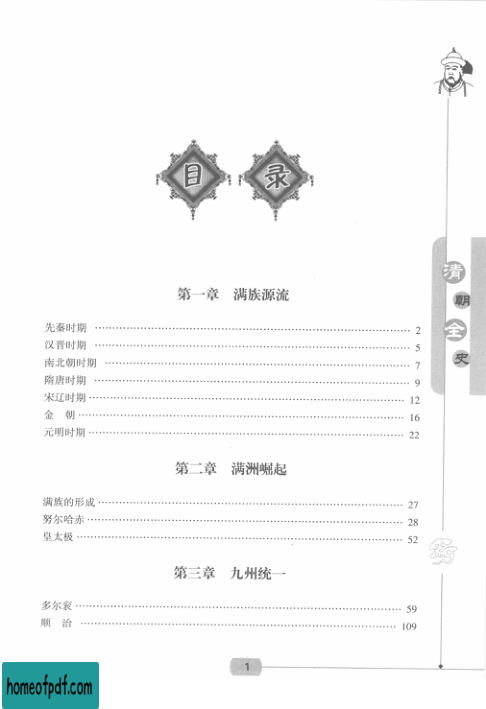 目录
清朝全史
第一章 满族源流
先秦时期 2
汉晋时期 5
南北朝时期 7
隋唐时期 9
宋辽时期 12
金 朝 16
元明时期 22
第二章 满洲崛起
满族的形成 27
努尔哈赤 28
皇太极 52
第三章 九州统一
多尔衮 59
顺 治 109
1
homeofpdf.com